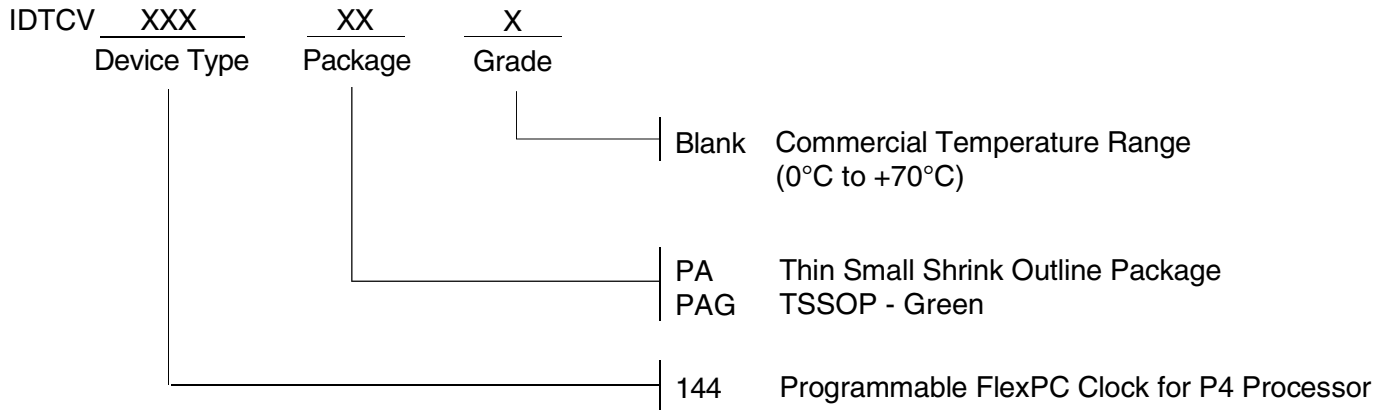 IDTCV XXX XX X
Device Type Package Grade
Blank Commercial Temperature Range
(0°C to +70°C)
PA Thin Small Shrink Outline Package
PAG TSSOP - Green
144 Programmable FlexPC Clock for P4 Processor